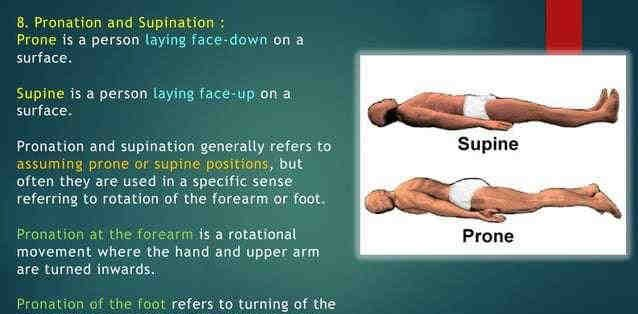 8. Pronation and Supination :
Prone is a person laying face-down on a
surface.
Supine is a person laying face-up on a
surface.
Pronation and supination generally refers to
assuming prone or supine positions, but
often they are used in a specific sense
referring to rotation of the forearm or foot.
Pronation at the forearm is a rotational
movement where the hand and upper arm
are turned inwards.
Pronation of the foot refers to turning of the
Supine
Prone